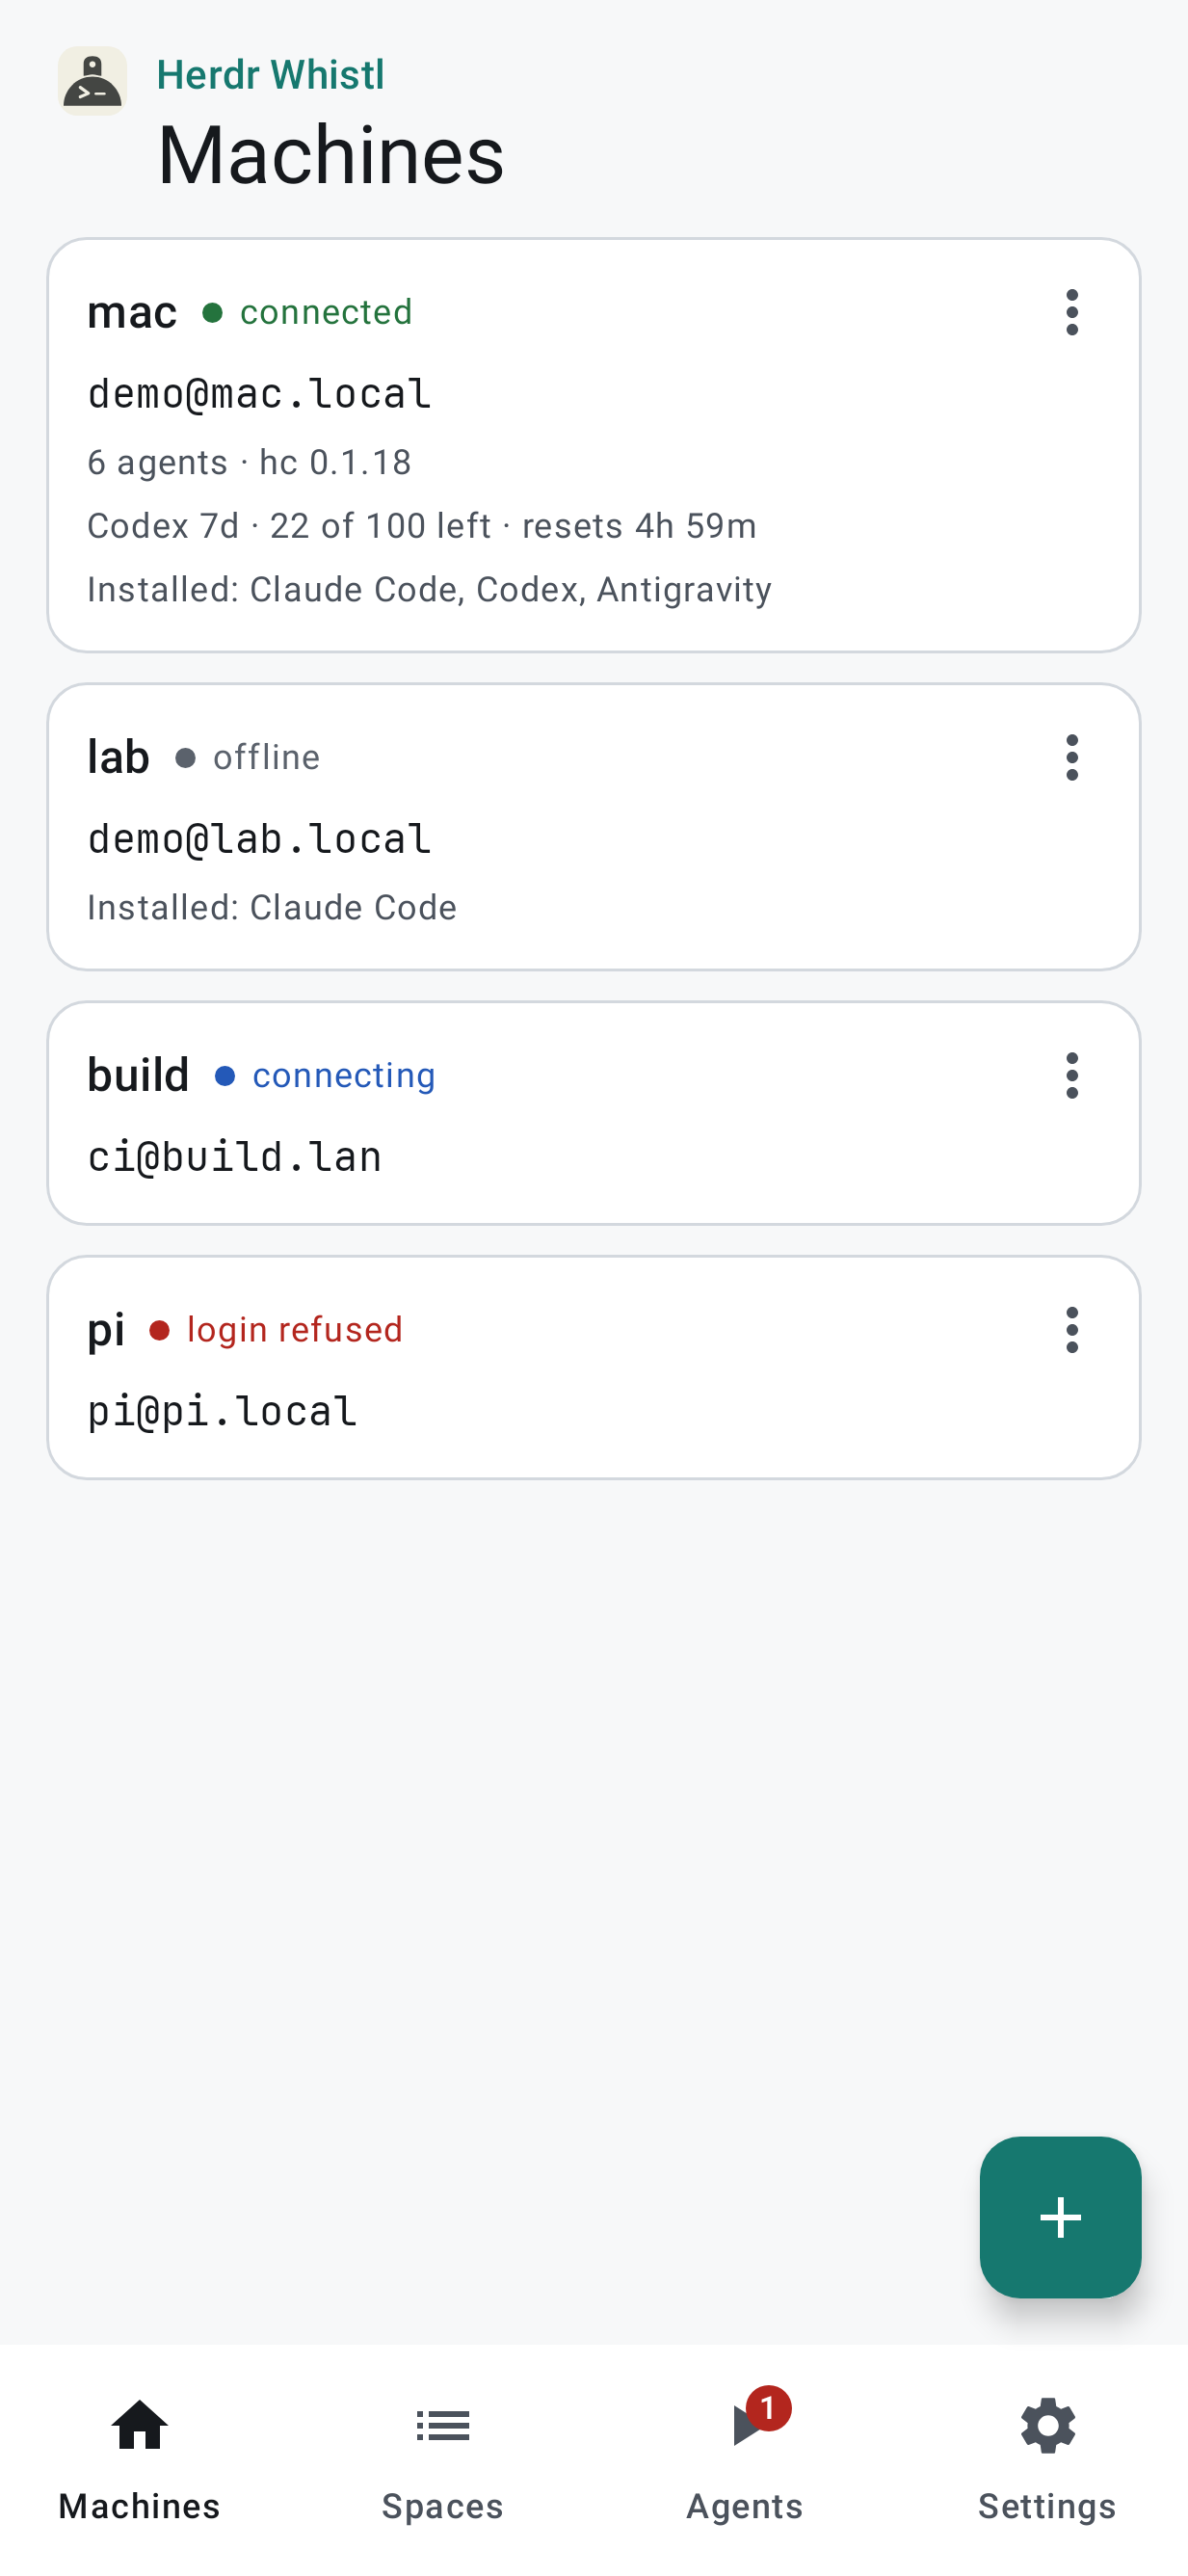 Herdr Whistl
Machines
mac ● connected
demo@mac.local
6 agents · hc 0.1.18
Codex 7d · 22 of 100 left · resets 4h 59m
Installed: Claude Code, Codex, Antigravity
lab ● offline
demo@lab.local
Installed: Claude Code
build ● connecting
ci@build.lan
pi ● login refused
pi@pi.local
+
1
Machines Spaces Agents Settings